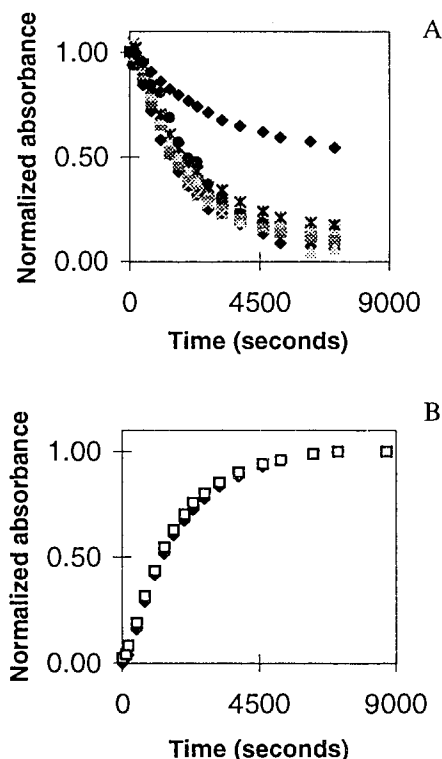 A
Normalized absorbance
1.00
0.50
0.00
0 4500 9000
Time (seconds)
B
Normalized absorbance
1.00
0.50
0.00
0 4500 9000
Time (seconds)